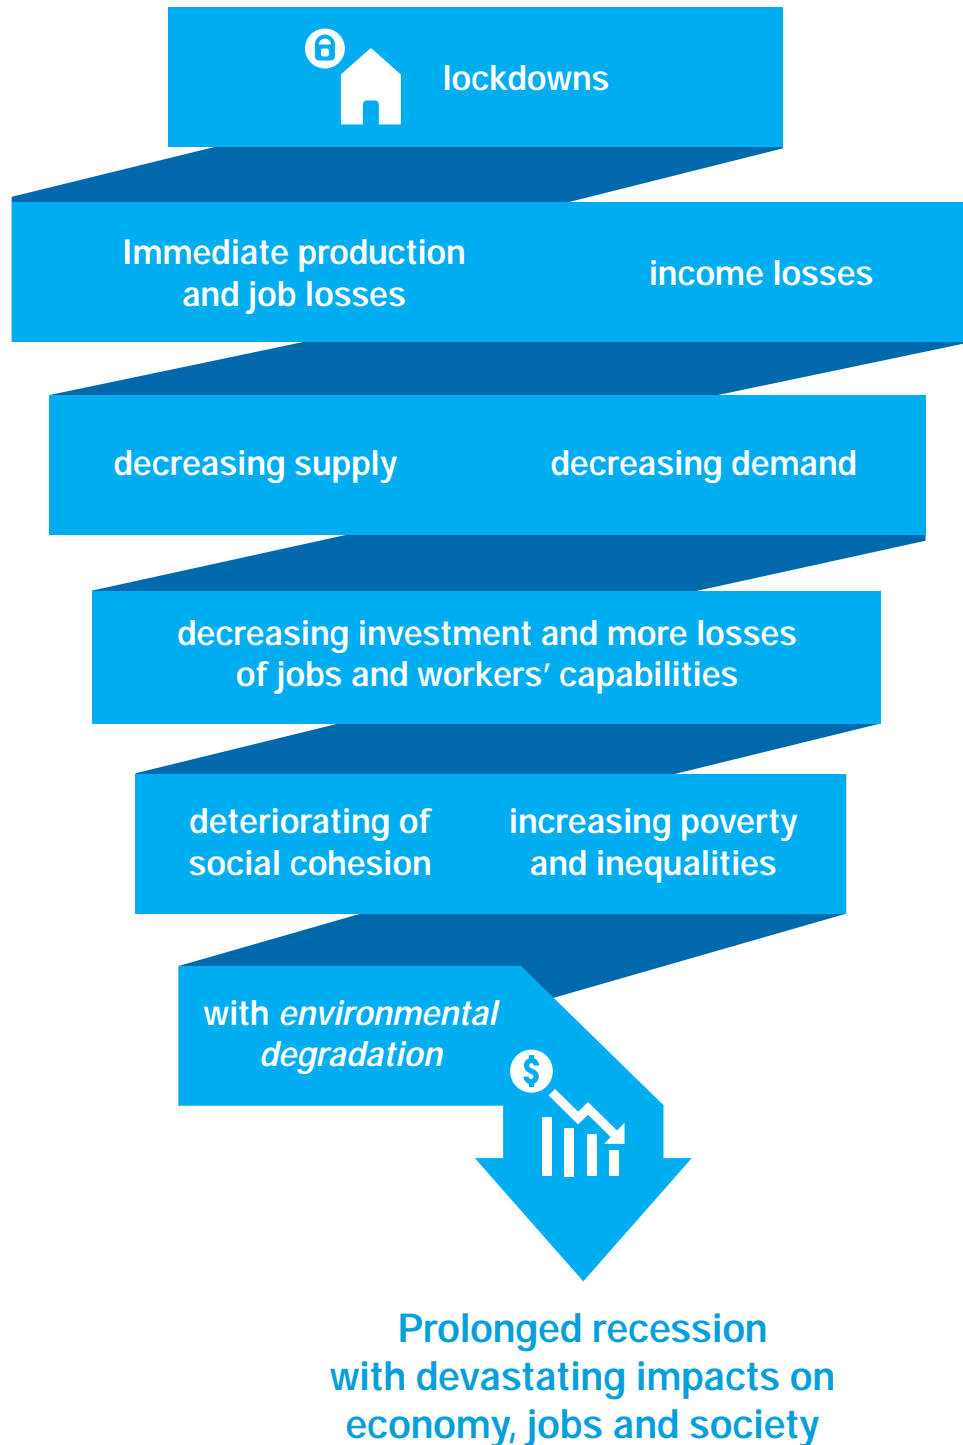 lockdowns
Immediate production
and job losses
income losses
decreasing supply
decreasing demand
decreasing investment and more losses
of jobs and workers’ capabilities
deteriorating of
social cohesion
increasing poverty
and inequalities
with environmental
degradation
$
Prolonged recession
with devastating impacts on
economy, jobs and society